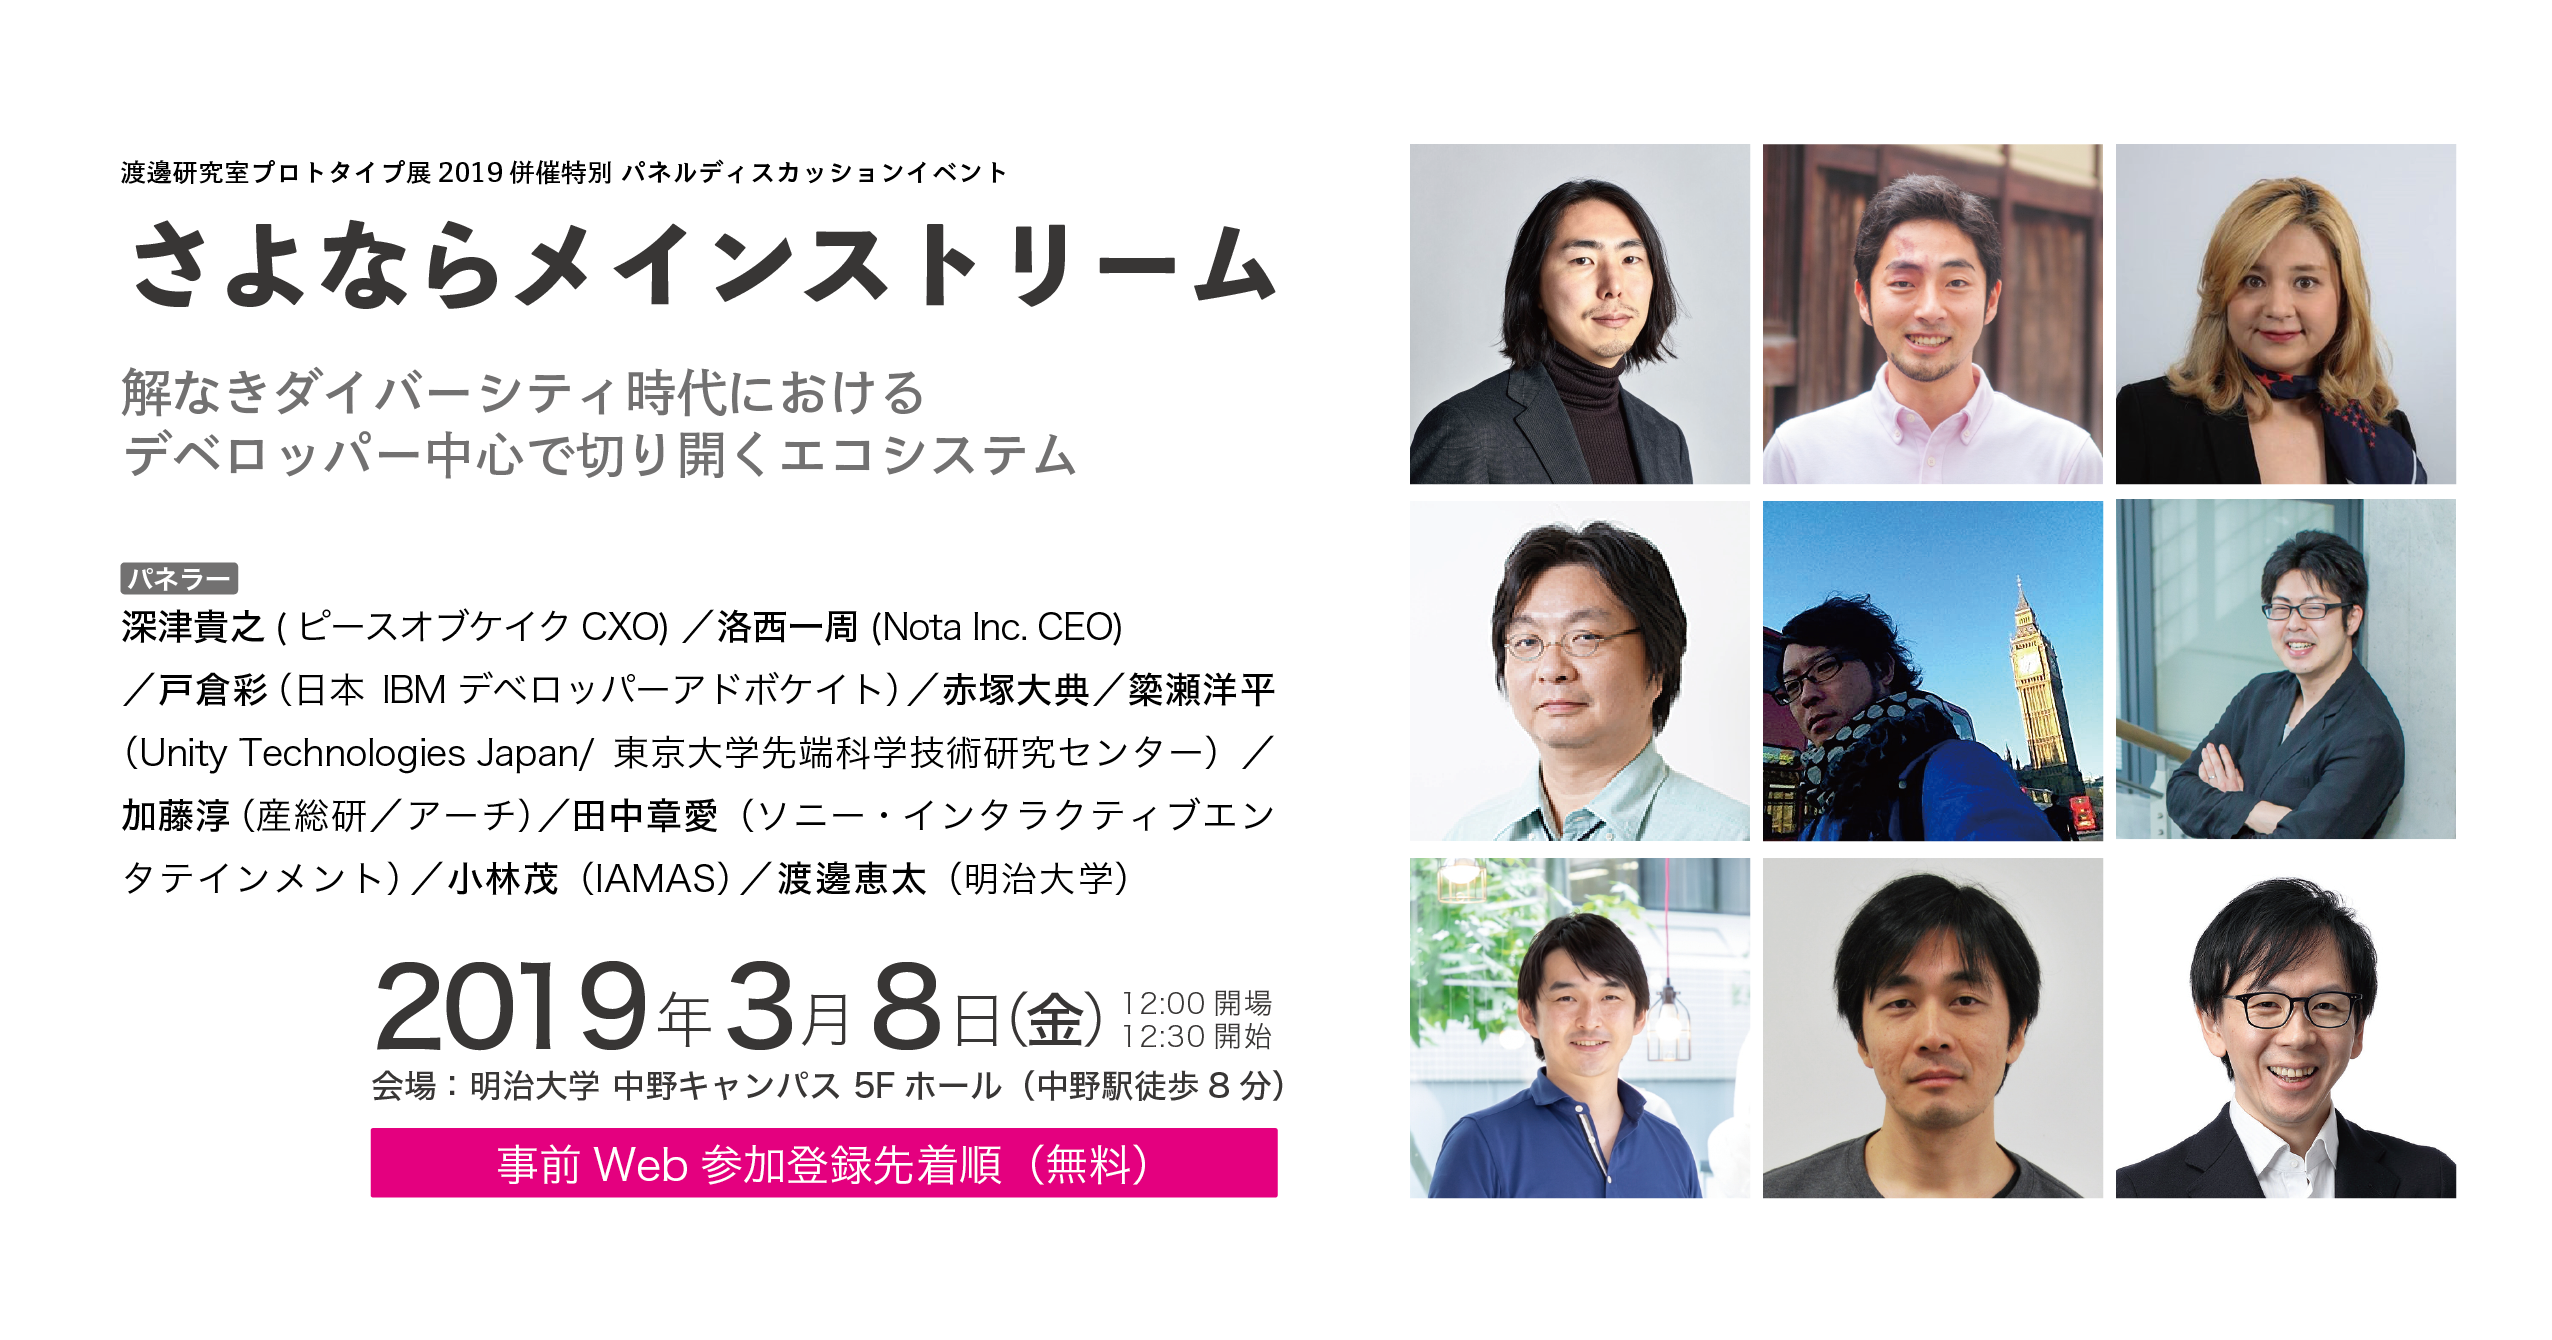 渡邊研究室プロトタイプ展 2019 併催特別 パネルディスカッションイベント
さよならメインストリーム
解なきダイバーシティ時代における
デベロッパー中心で切り開くエコシステム
パネラー
深津貴之 ( ピースオブケイク CXO) ／洛西一周 (Nota Inc. CEO)
／戸倉彩（日本 IBM デベロッパーアドボケイト）／赤塚大典／簗瀬洋平
（Unity Technologies Japan/ 東京大学先端科学技術研究センター）／
加藤淳（産総研／アーチ）／田中章愛（ソニー・インタラクティブエン
タテインメント）／小林茂（IAMAS）／渡邊恵太（明治大学）
2019年3月8日（金） 12:00 開場
12:30 開始
会場：明治大学 中野キャンパス 5F ホール（中野駅徒歩 8 分）
事前 Web 参加登録先着順（無料）